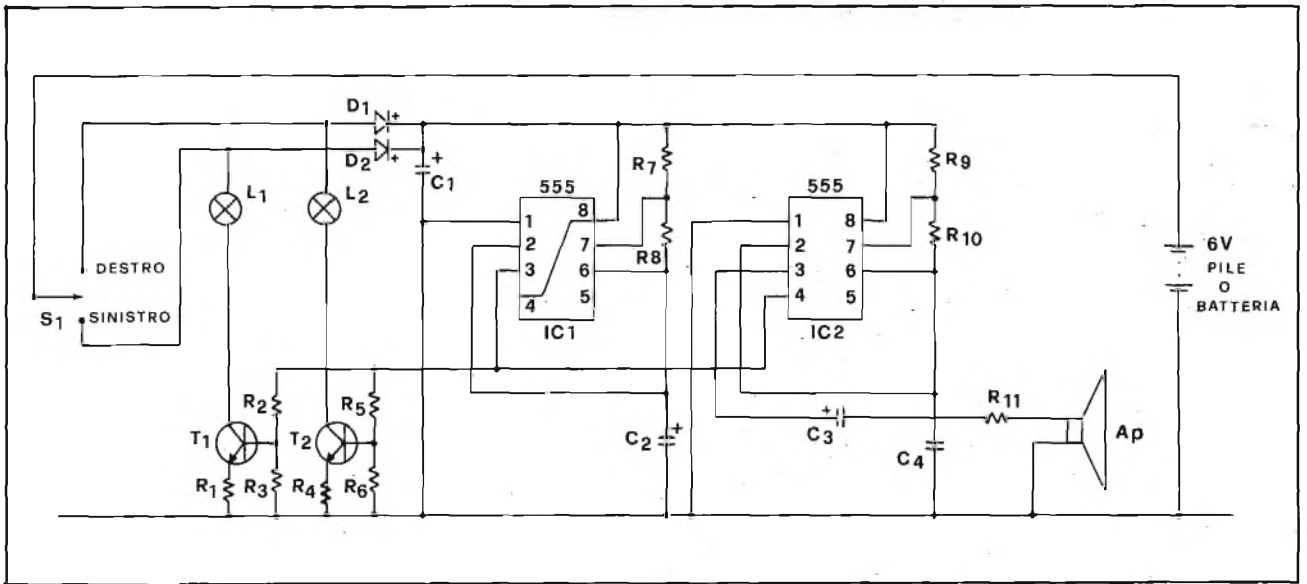 D1 +
D2 +
+
C1
L1
L2
DESTRO
S1 SINISTRO
555
1 8
2 7
3 6
4 5
IC1
R7
R8
555
1 8
2 7
3 6
4 5
IC2
R9
R10
6V
PILE
O
BATTERIA
R2
R5
T1
T2
R1
R3
R4
R6
C2 +
+
C3
R11
C4
Ap